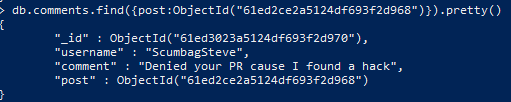 > db.comments.find({post:ObjectId("61ed2ce2a5124df693f2d968")}).pretty()
{
"_id" : ObjectId("61ed3023a5124df693f2d970"),
"username" : "ScumbagSteve",
"comment" : "Denied your PR cause I found a hack",
"post" : ObjectId("61ed2ce2a5124df693f2d968")
}